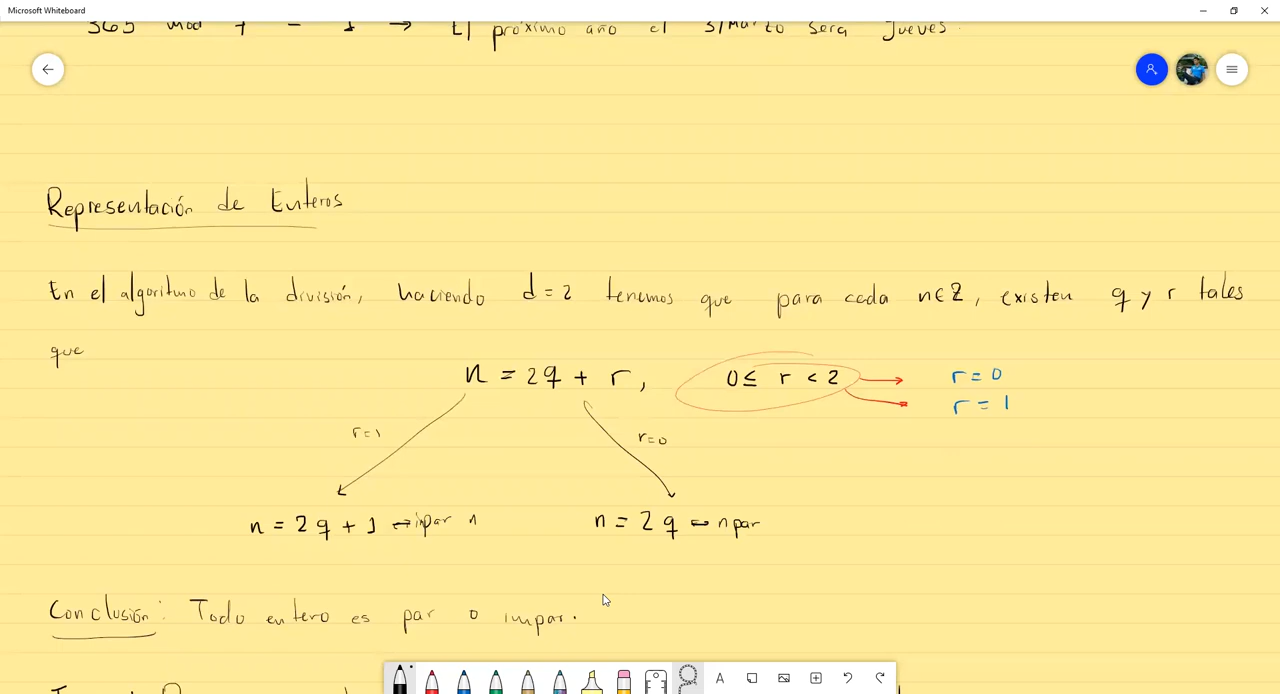 Microsoft Whiteboard
365 mod 7 = 1 → El próximo año el 3/Marzo será jueves.
Representación de Enteros
En el algoritmo de la división, haciendo d = 2 tenemos que para cada n ∈ Z, existen q y r tales
que
n = 2q + r, 0 ≤ r < 2 r = 0
r = 1
r=1 r=0
n = 2q + 1 ↔ impar n n = 2q ↔ n par
Conclusión: Todo entero es par o impar.
A